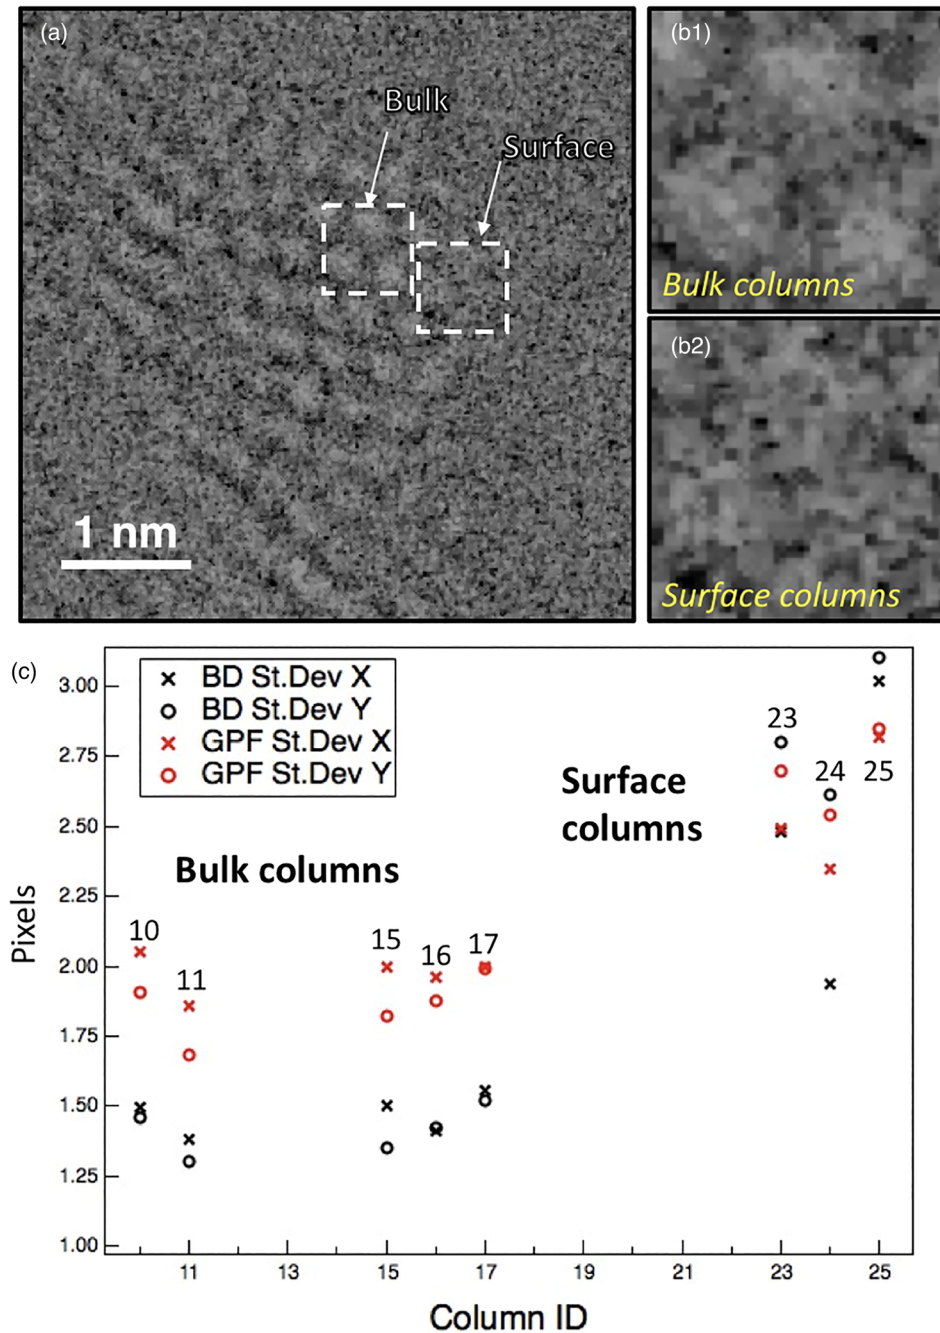 (a)
Bulk
Surface
1 nm
(b1)
Bulk columns
(b2)
Surface columns
(c)
BD St.Dev X
BD St.Dev Y
GPF St.Dev X
GPF St.Dev Y
Bulk columns
Surface
columns
10
11
15
16
17
23
24
25
3.00
2.75
2.50
2.25
2.00
1.75
1.50
1.25
1.00
Pixels
11
13
15
17
19
21
23
25
Column ID